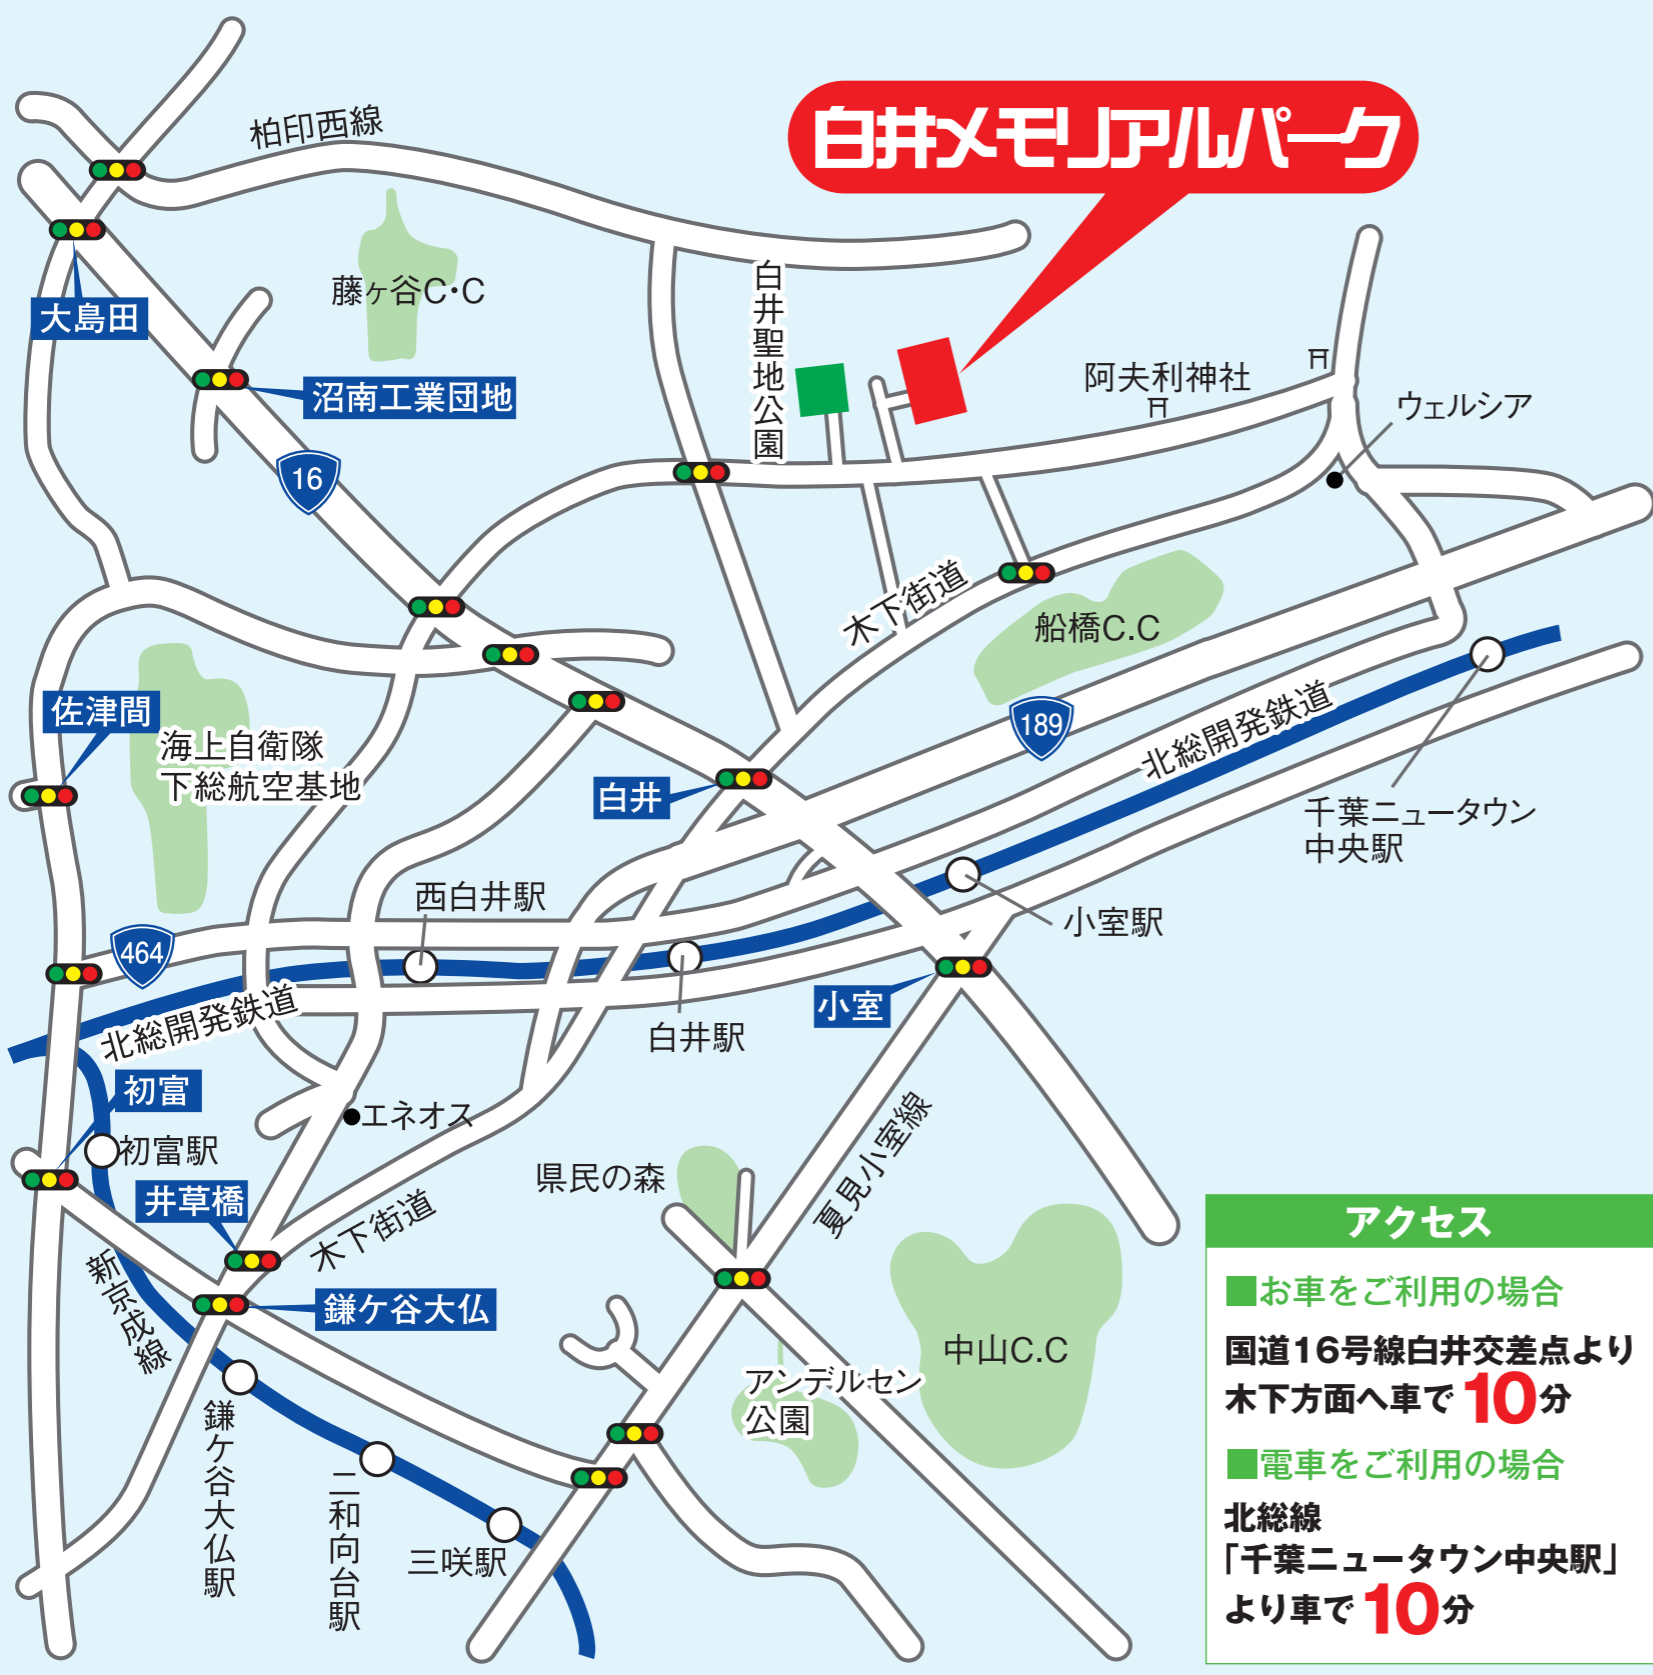 柏印西線
白井メモリアルパーク
大島田
藤ヶ谷C・C
白井聖地公園
沼南工業団地
阿夫利神社
ウェルシア
16
木下街道
船橋C.C
佐津間
海上自衛隊
下総航空基地
白井
189
北総開発鉄道
千葉ニュータウン
中央駅
西白井駅
小室駅
464
北総開発鉄道
白井駅
小室
初富
初富駅
エネオス
井草橋
木下街道
県民の森
夏見小室線
新京成線
鎌ケ谷大仏
中山C.C
アンデルセン
公園
鎌ケ谷大仏駅
二和向台駅
三咲駅
アクセス
■お車をご利用の場合
国道16号線白井交差点より
木下方面へ車で10分
■電車をご利用の場合
北総線
「千葉ニュータウン中央駅」
より車で10分